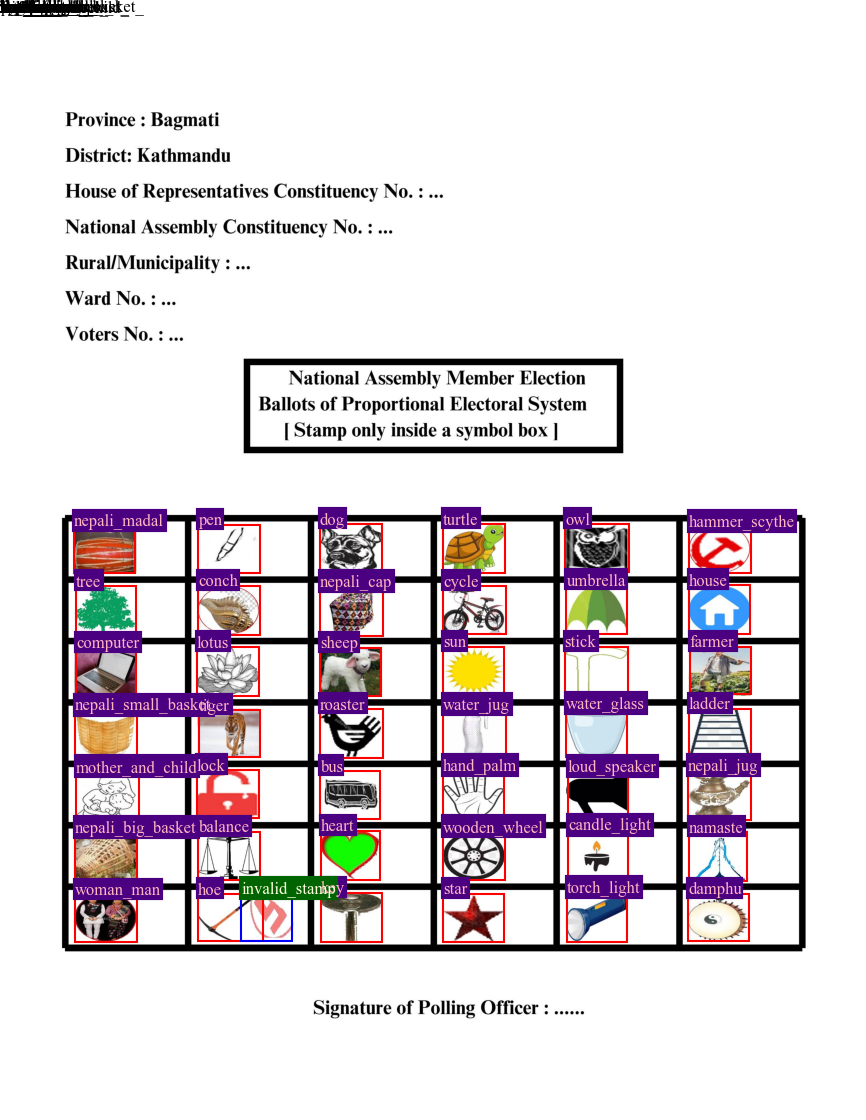 Province : Bagmati
District: Kathmandu
House of Representatives Constituency No. : ...
National Assembly Constituency No. : ...
Rural/Municipality : ...
Ward No. : ...
Voters No. : ...
National Assembly Member Election
Ballots of Proportional Electoral System
[ Stamp only inside a symbol box ]
nepali_madal pen dog turtle owl hammer_scythe
tree conch nepali_cap cycle umbrella house
computer lotus sheep sun stick farmer
nepali_small_basket roaster water_jug water_glass ladder
mother_and_child lock bus hand_palm loud_speaker nepali_jug
nepali_big_basket balance heart wooden_wheel candle_light namaste
woman_man hoe invalid_stamp star torch_light damphu
Signature of Polling Officer : ......